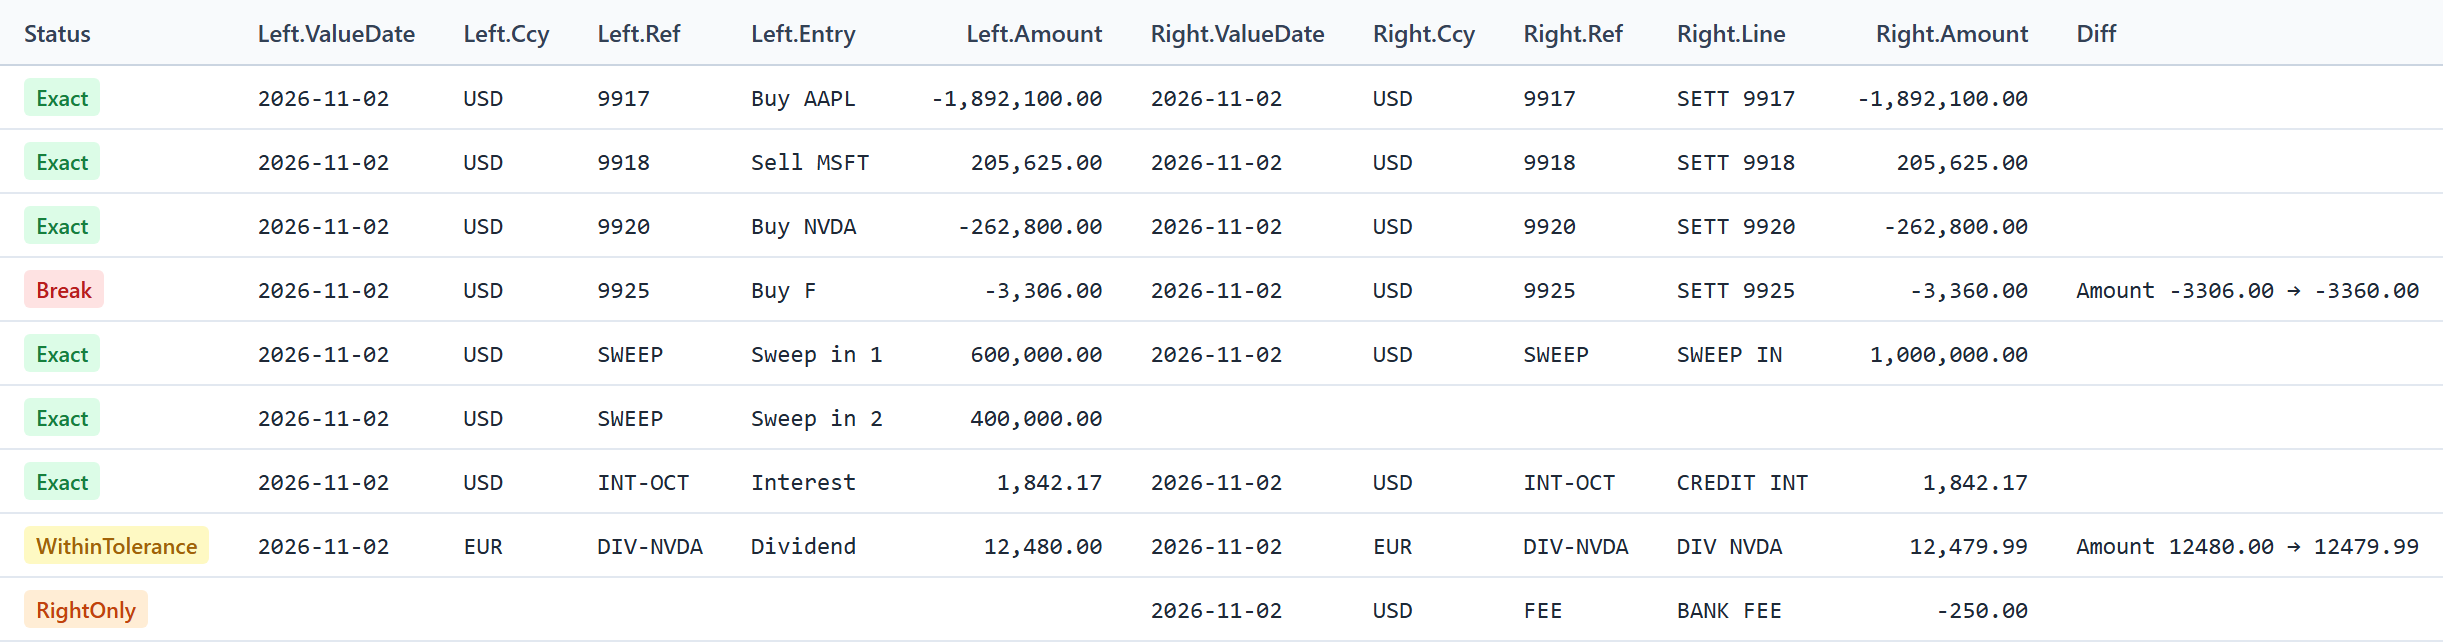 Status Left.ValueDate Left.Ccy Left.Ref Left.Entry Left.Amount Right.ValueDate Right.Ccy Right.Ref Right.Line Right.Amount Diff
Exact 2026-11-02 USD 9917 Buy AAPL -1,892,100.00 2026-11-02 USD 9917 SETT 9917 -1,892,100.00
Exact 2026-11-02 USD 9918 Sell MSFT 205,625.00 2026-11-02 USD 9918 SETT 9918 205,625.00
Exact 2026-11-02 USD 9920 Buy NVDA -262,800.00 2026-11-02 USD 9920 SETT 9920 -262,800.00
Break 2026-11-02 USD 9925 Buy F -3,306.00 2026-11-02 USD 9925 SETT 9925 -3,360.00 Amount -3306.00 → -3360.00
Exact 2026-11-02 USD SWEEP Sweep in 1 600,000.00 2026-11-02 USD SWEEP SWEEP IN 1,000,000.00
Exact 2026-11-02 USD SWEEP Sweep in 2 400,000.00
Exact 2026-11-02 USD INT-OCT Interest 1,842.17 2026-11-02 USD INT-OCT CREDIT INT 1,842.17
WithinTolerance 2026-11-02 EUR DIV-NVDA Dividend 12,480.00 2026-11-02 EUR DIV-NVDA DIV NVDA 12,479.99 Amount 12480.00 → 12479.99
RightOnly 2026-11-02 USD FEE BANK FEE -250.00